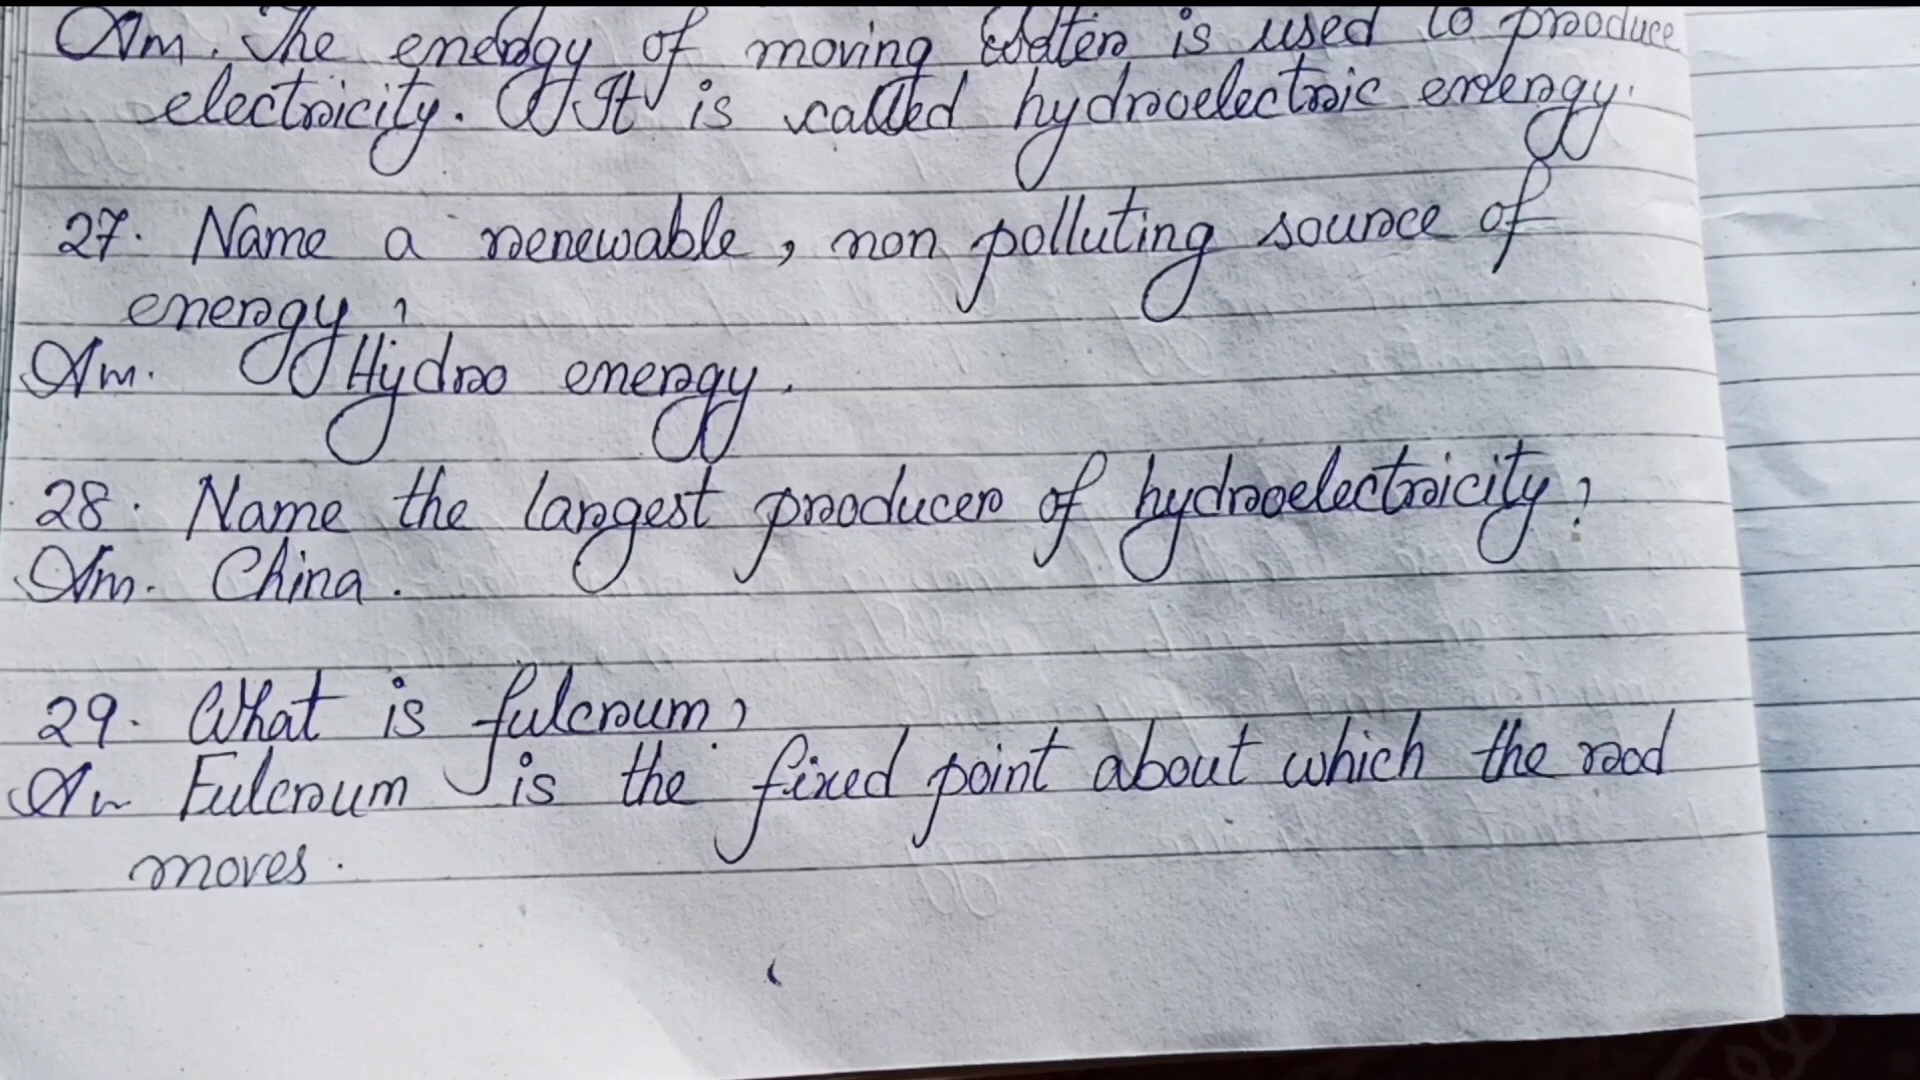 Ans. The energy of moving water is used to produce
electricity. It is called hydroelectric energy.
27. Name a renewable, non polluting source of
energy?
Ans. Hydro energy.
28. Name the largest producer of hydroelectricity?
Ans. China.
29. What is fulcrum?
Ans Fulcrum is the fixed point about which the rod
moves.